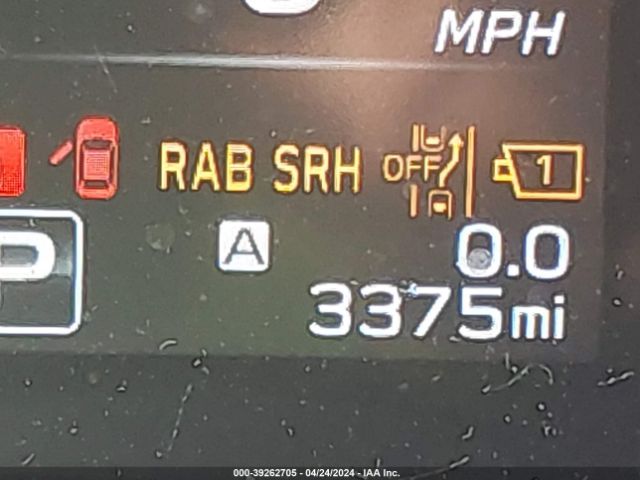 MPH
RAB SRH OFF 1
P A 0.0
3375mi
000-39262705 - 04/24/2024 - IAA Inc.